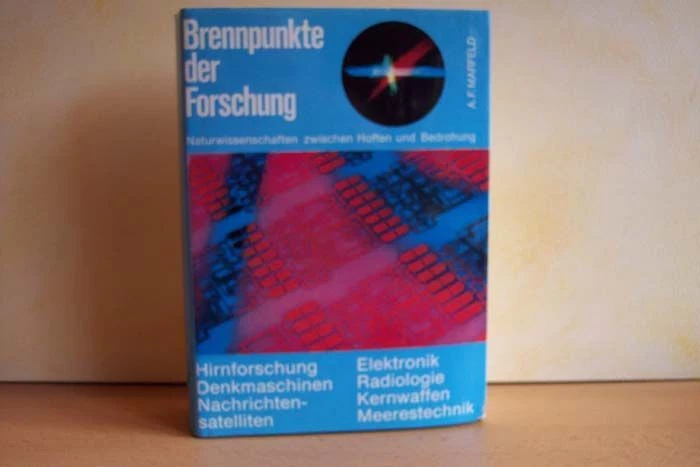 Brennpunkte
der
Forschung
A. F. MARFELD
Naturwissenschaften zwischen Hoffen und Bedrohung
Hirnforschung
Denkmaschinen
Nachrichten-
satelliten
Elektronik
Radiologie
Kernwaffen
Meerestechnik